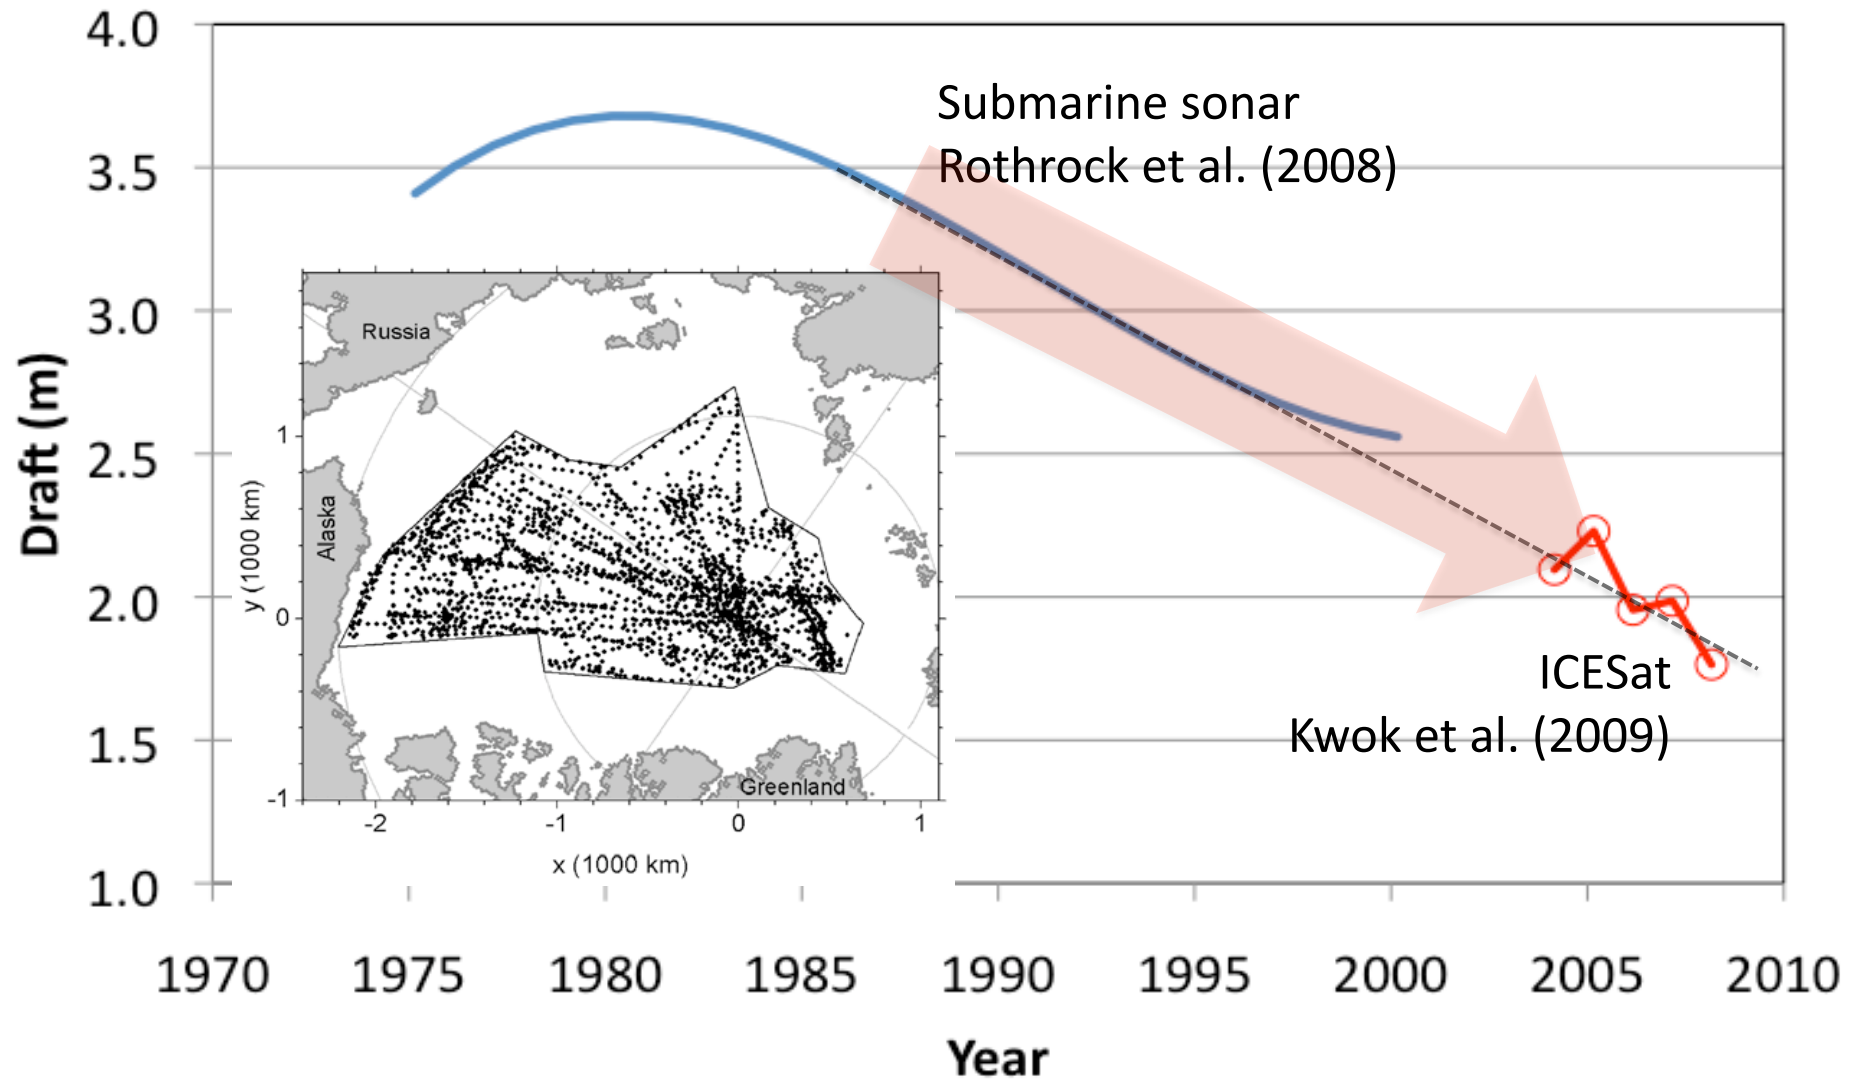 4.0
3.5
3.0
2.5
2.0
1.5
1.0
Draft (m)
Submarine sonar
Rothrock et al. (2008)
Russia
Alaska
Greenland
1
0
-1
y (1000 km)
-2 -1 0 1
x (1000 km)
ICESat
Kwok et al. (2009)
1970 1975 1980 1985 1990 1995 2000 2005 2010
Year